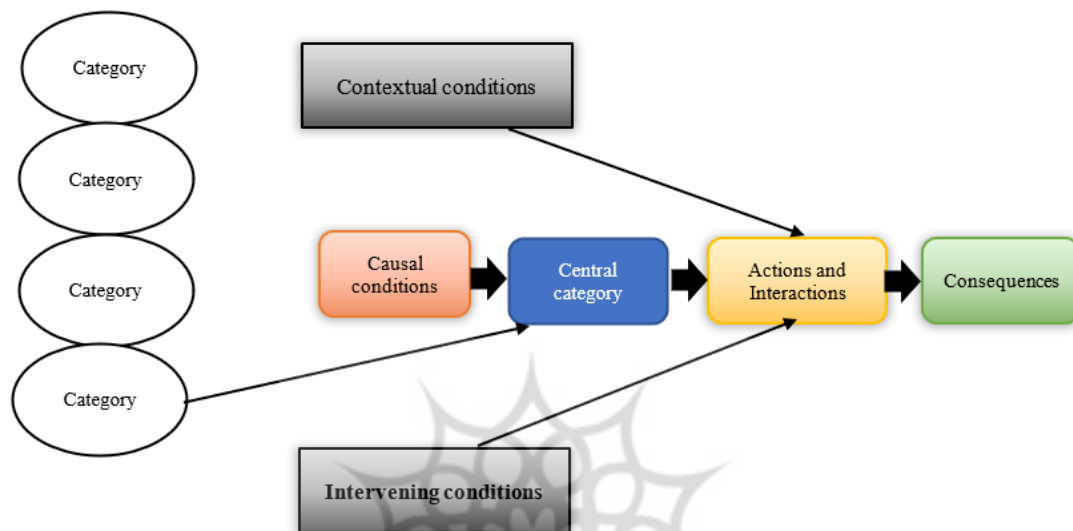 Category
Category
Category
Category
Contextual conditions
Causal
conditions
Central
category
Actions and
Interactions
Consequences
Intervening conditions